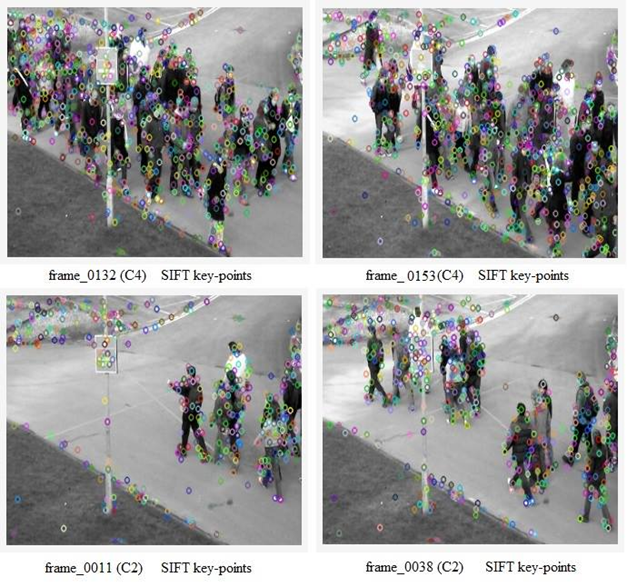 frame_0132 (C4) SIFT key-points
frame_0153(C4) SIFT key-points
frame_0011 (C2) SIFT key-points
frame_0038 (C2) SIFT key-points